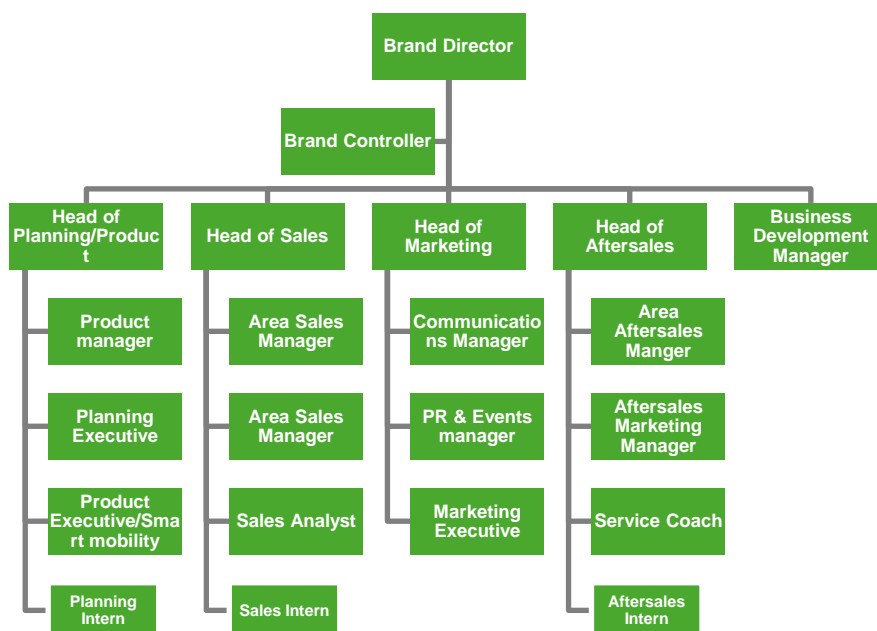 Brand Director
Brand Controller
Head of
Planning/Produc
t
Head of Sales
Head of
Marketing
Head of
Aftersales
Business
Development
Manager
Product
manager
Area Sales
Manager
Communicatio
ns Manager
Area
Aftersales
Manger
Planning
Executive
Area Sales
Manager
PR & Events
manager
Aftersales
Marketing
Manager
Product
Executive/Sma
rt mobility
Sales Analyst
Marketing
Executive
Service Coach
Planning
Intern
Sales Intern
Aftersales
Intern